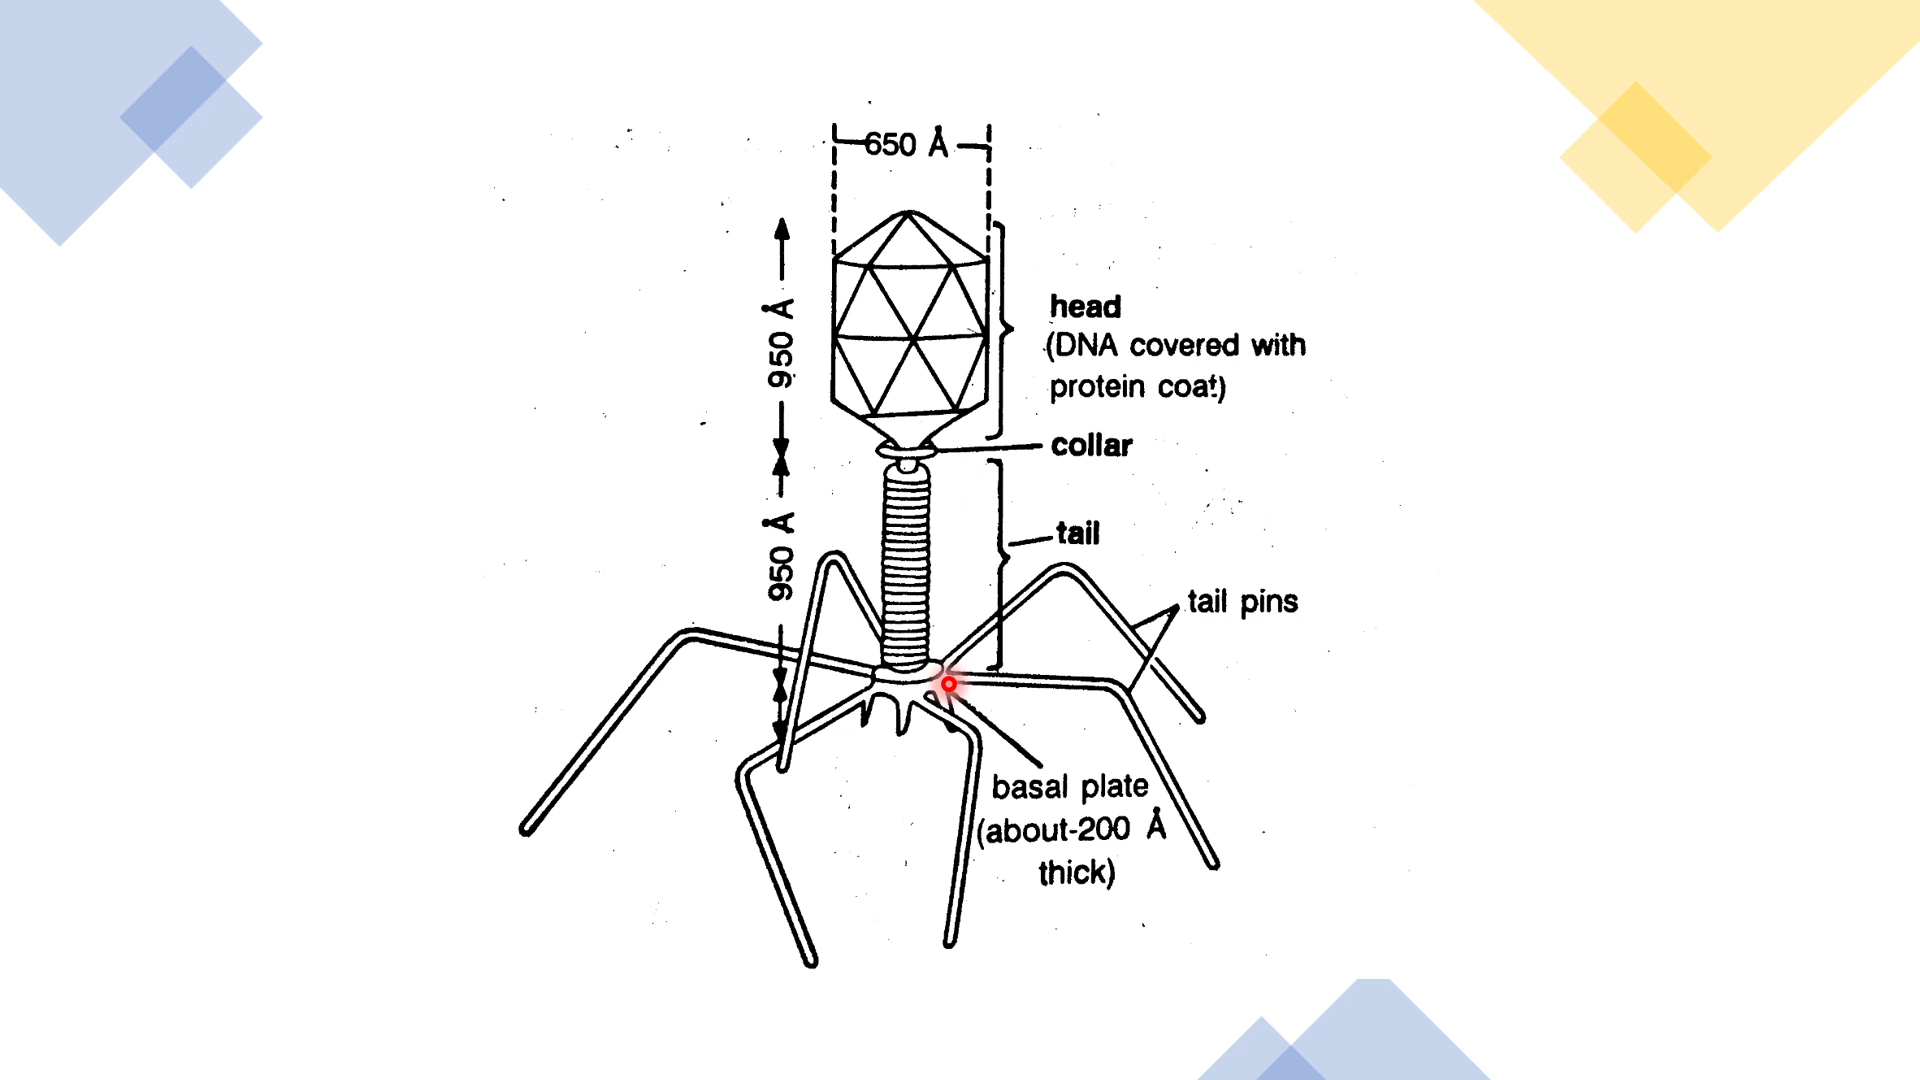 650 Å
950 Å
head
(DNA covered with
protein coat)
collar
950 Å
tail
tail pins
basal plate
(about-200 Å
thick)